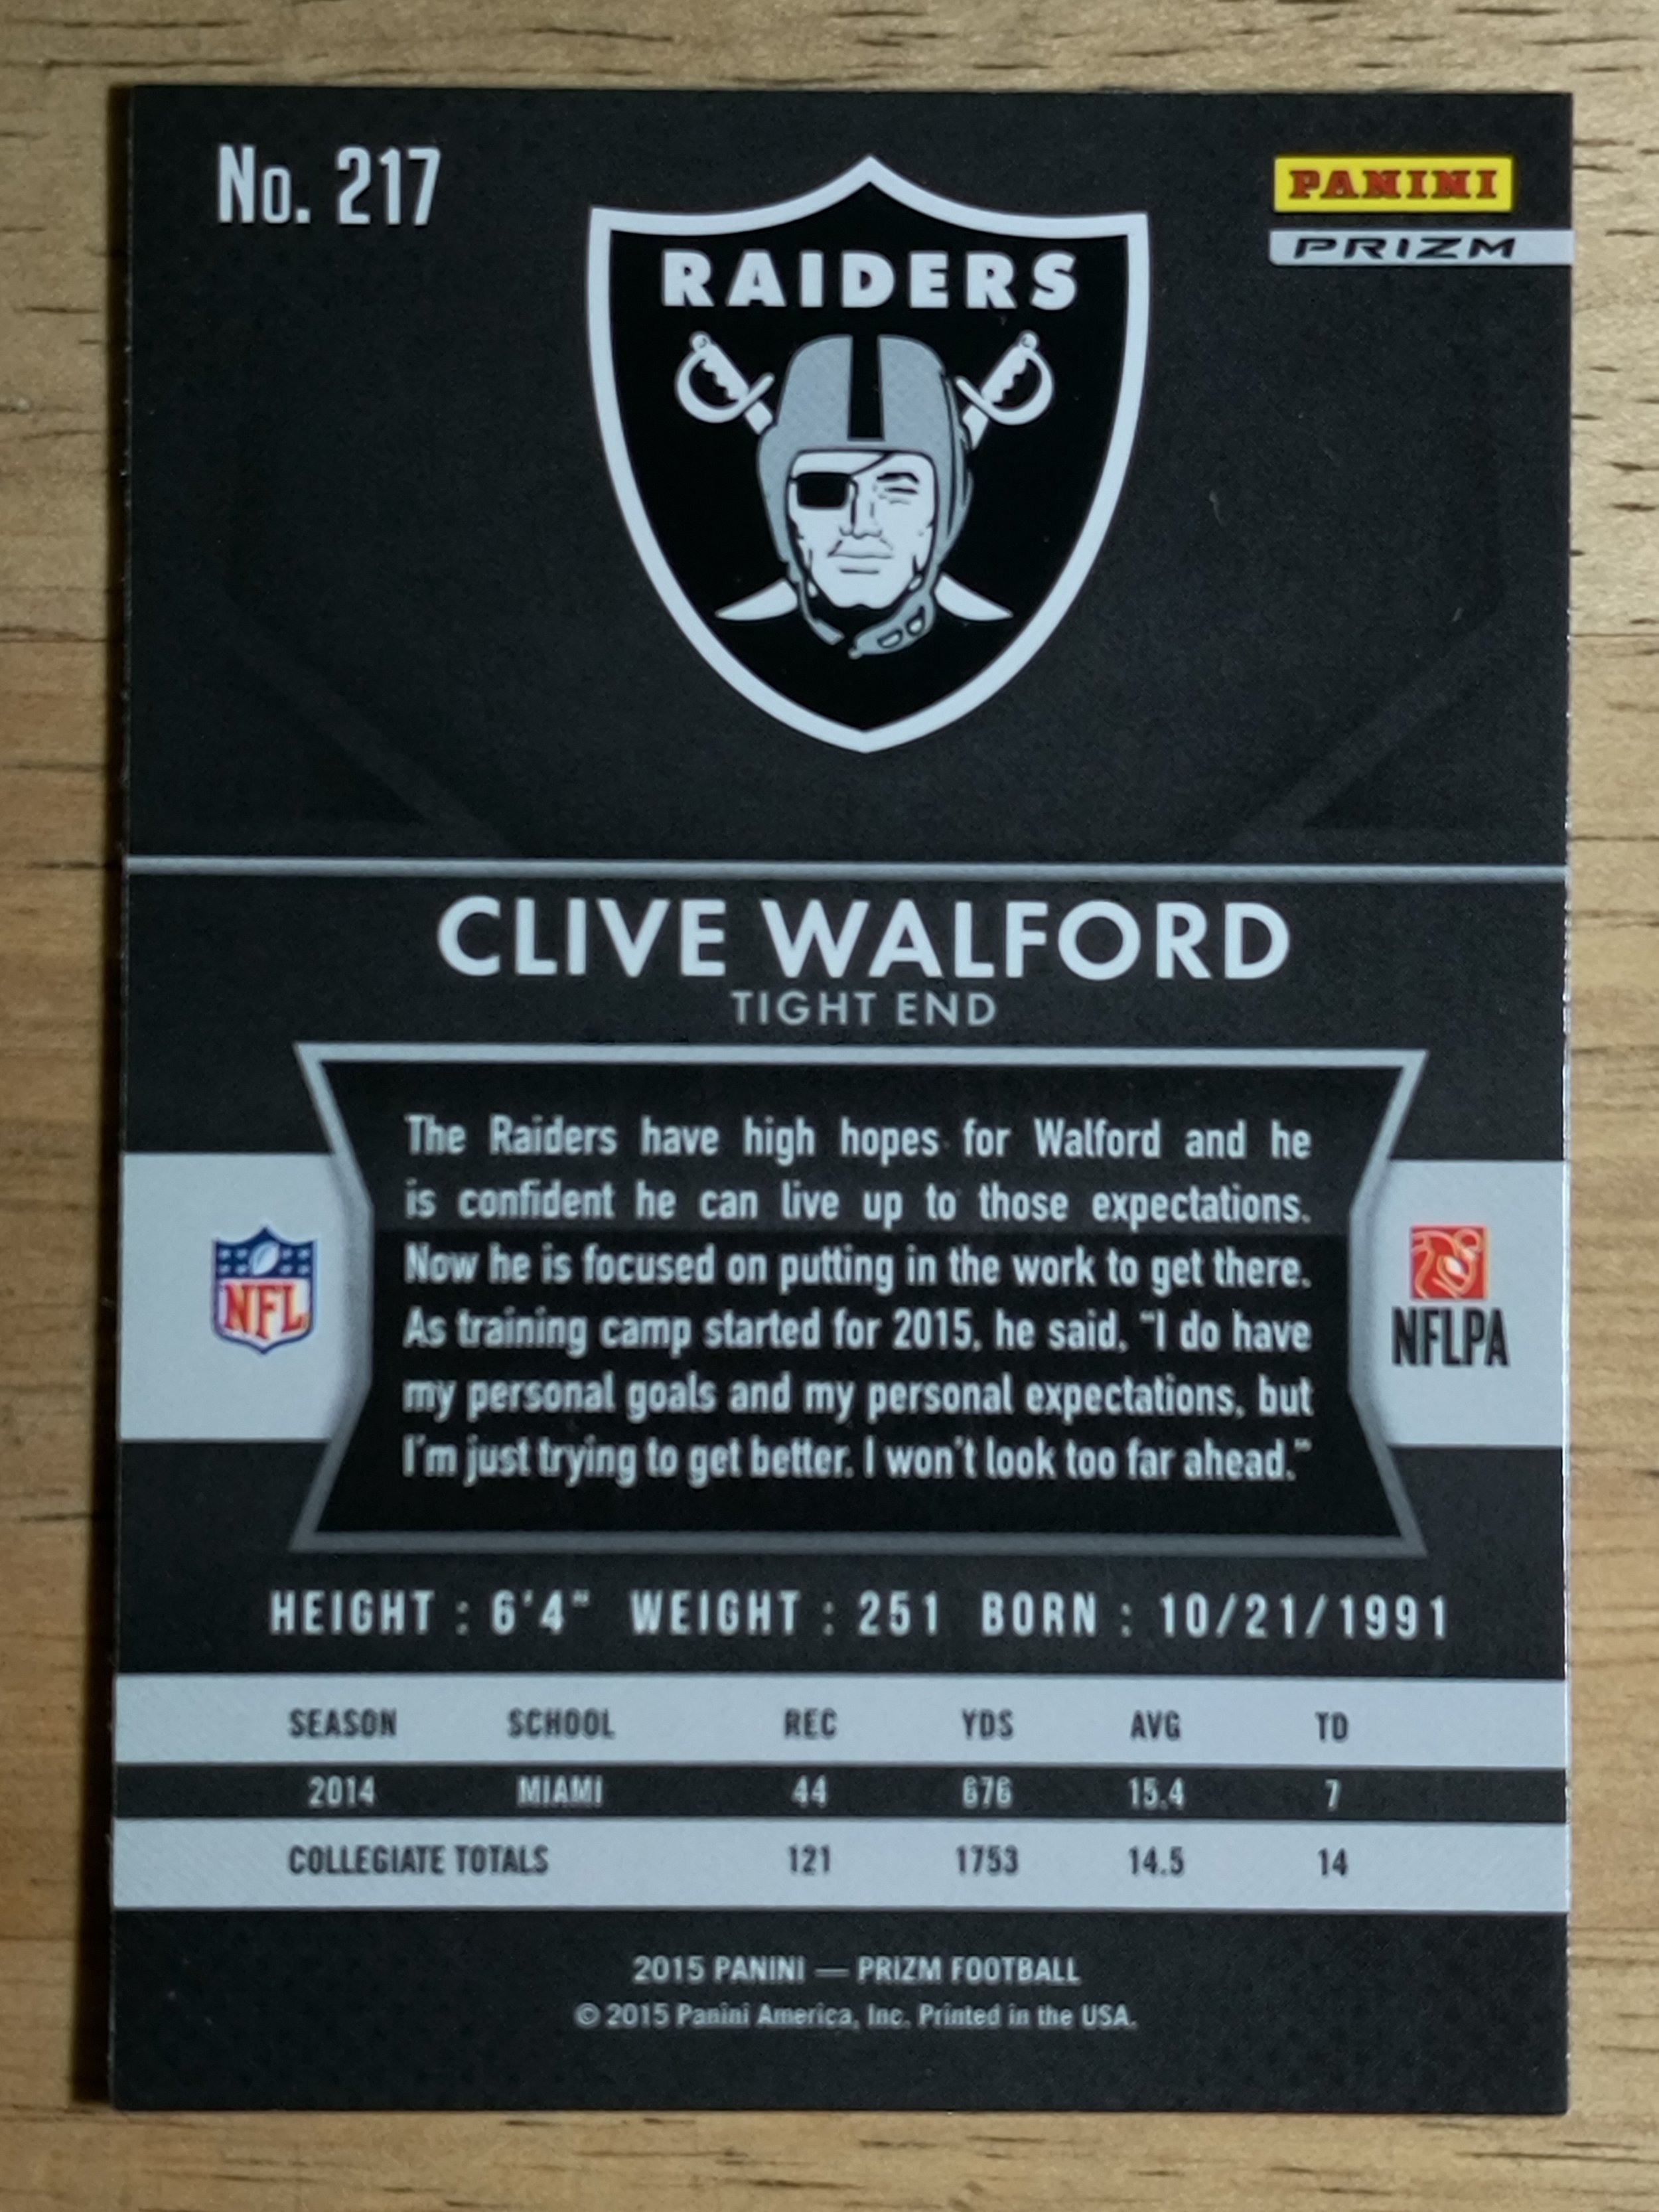 No. 217
PANINI
PRIZM
RAIDERS
CLIVE WALFORD
TIGHT END
The Raiders have high hopes for Walford and he
is confident he can live up to those expectations.
Now he is focused on putting in the work to get there.
As training camp started for 2015, he said, “I do have
my personal goals and my personal expectations, but
I'm just trying to get better. I won't look too far ahead.”
NFL
NFLPA
HEIGHT : 6'4" WEIGHT : 251 BORN : 10/21/1991
SEASON SCHOOL REC YDS AVG TD
2014 MIAMI 44 676 15.4 7
COLLEGIATE TOTALS 121 1753 14.5 14
2015 PANINI — PRIZM FOOTBALL
© 2015 Panini America, Inc. Printed in the USA.